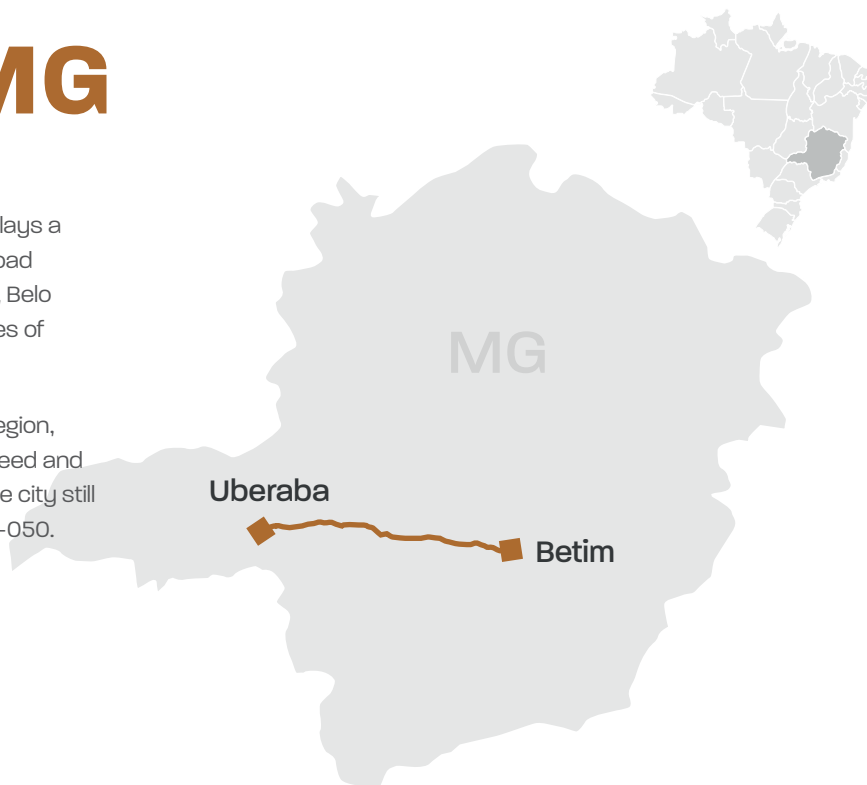 MG
lays a
oad
Belo
es of
egion,
eed and
e city still
-050.
MG
Uberaba
Betim